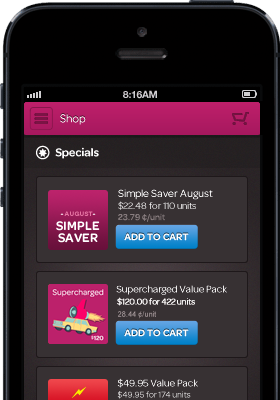 8:16AM
Shop
Specials
- AUGUST -
SIMPLE
SAVER
Simple Saver August
$22.48 for 110 units
23.79 ¢/unit
ADD TO CART
Supercharged
$120
Supercharged Value Pack
$120.00 for 422 units
28.44 ¢/unit
ADD TO CART
$49.95 Value Pack
$49.95 for 174 units